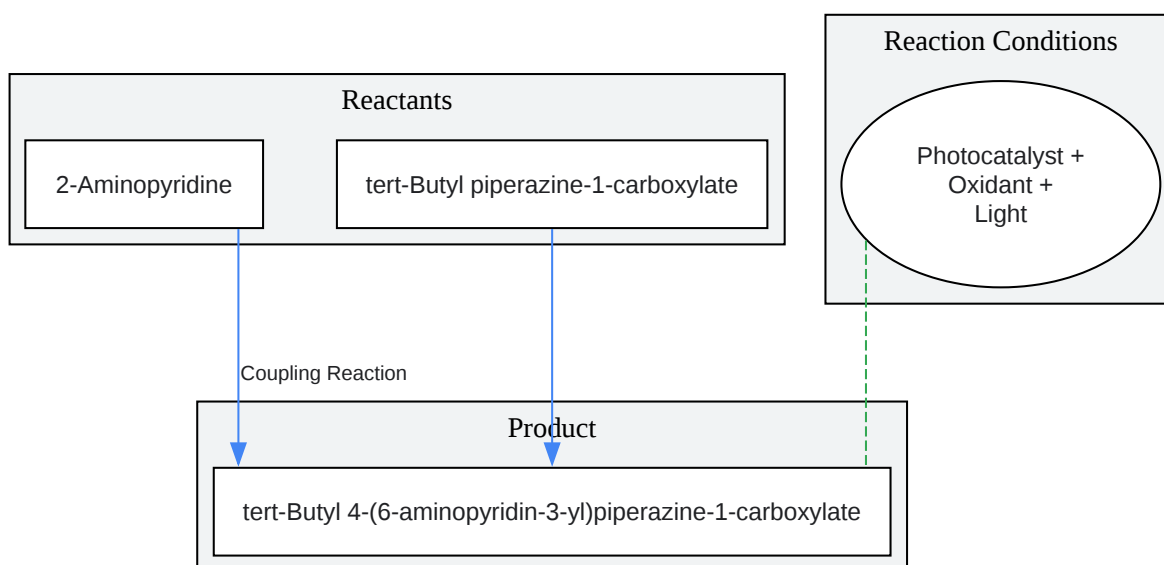 Reaction Conditions
Reactants
Photocatalyst +
Oxidant +
Light
2-Aminopyridine
tert-Butyl piperazine-1-carboxylate
Coupling Reaction
Product
tert-Butyl 4-(6-aminopyridin-3-yl)piperazine-1-carboxylate